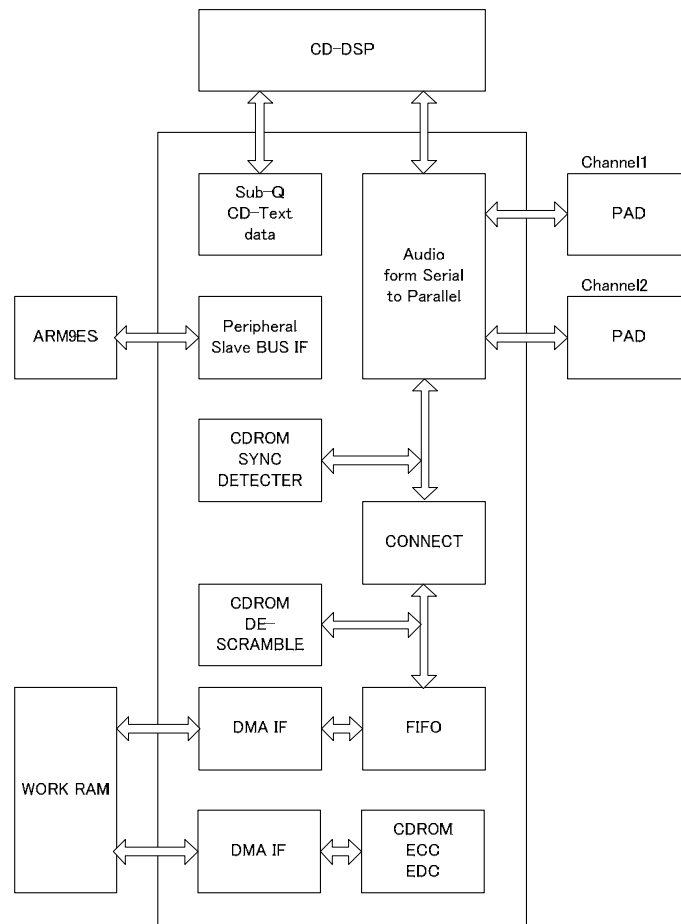 CD-DSP
Sub-Q
CD-Text
data
Audio
form Serial
to Parallel
Channel1
PAD
Channel2
PAD
ARM9ES
Peripheral
Slave BUS IF
CDROM
SYNC
DETECTER
CONNECT
CDROM
DE-
SCRAMBLE
WORK RAM
DMA IF
FIFO
DMA IF
CDROM
ECC
EDC